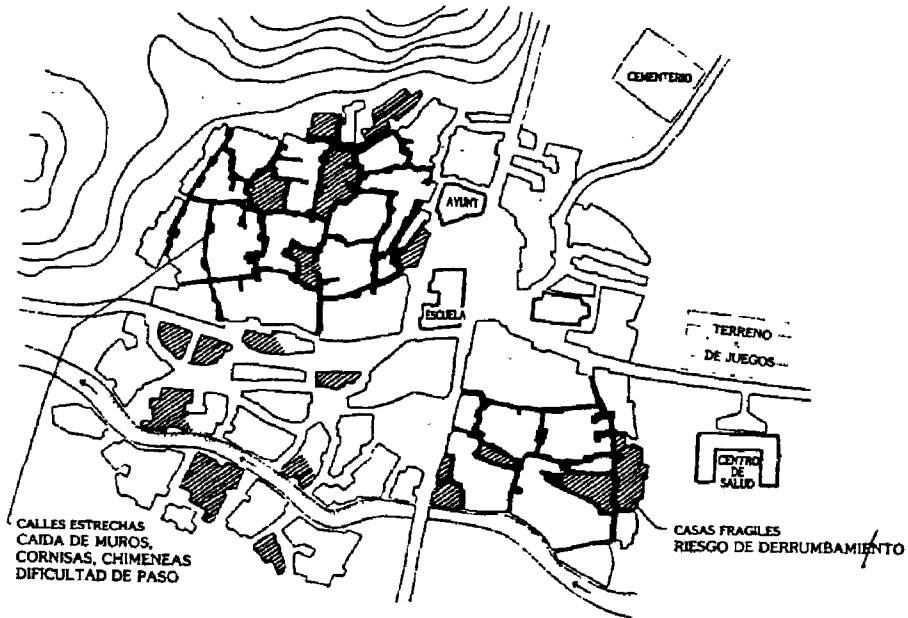 CEMENTERIO
AYUNT
ESCUELA
TERRENO
DE JUEGOS
CENTRO
DE
SALUD
CALLES ESTRECHAS
CAIDA DE MUROS,
CORNISAS, CHIMENEAS
DIFICULTAD DE PASO
CASAS FRAGILES
RIESGO DE DERRUMBAMIENTO